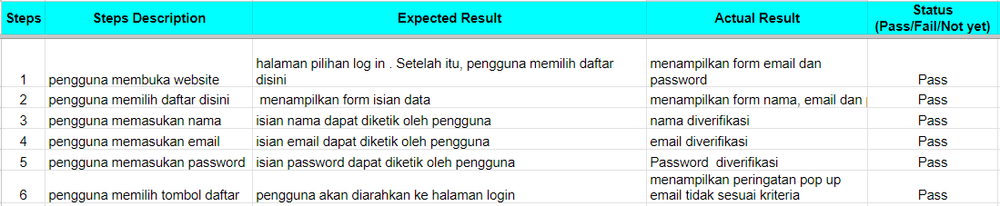 Steps Steps Description Expected Result Actual Result Status
(Pass/Fail/Not yet)
1 pengguna membuka website halaman pilihan log in . Setelah itu, pengguna memilih daftar disini menampilkan form email dan password Pass
2 pengguna memilih daftar disini menampilkan form isian data menampilkan form nama, email dan Pass
3 pengguna memasukan nama isian nama dapat diketik oleh pengguna nama diverifikasi Pass
4 pengguna memasukan email isian email dapat diketik oleh pengguna email diverifikasi Pass
5 pengguna memasukan password isian password dapat diketik oleh pengguna Password diverifikasi Pass
6 pengguna memilih tombol daftar pengguna akan diarahkan ke halaman login menampilkan peringatan pop up email tidak sesuai kriteria Pass